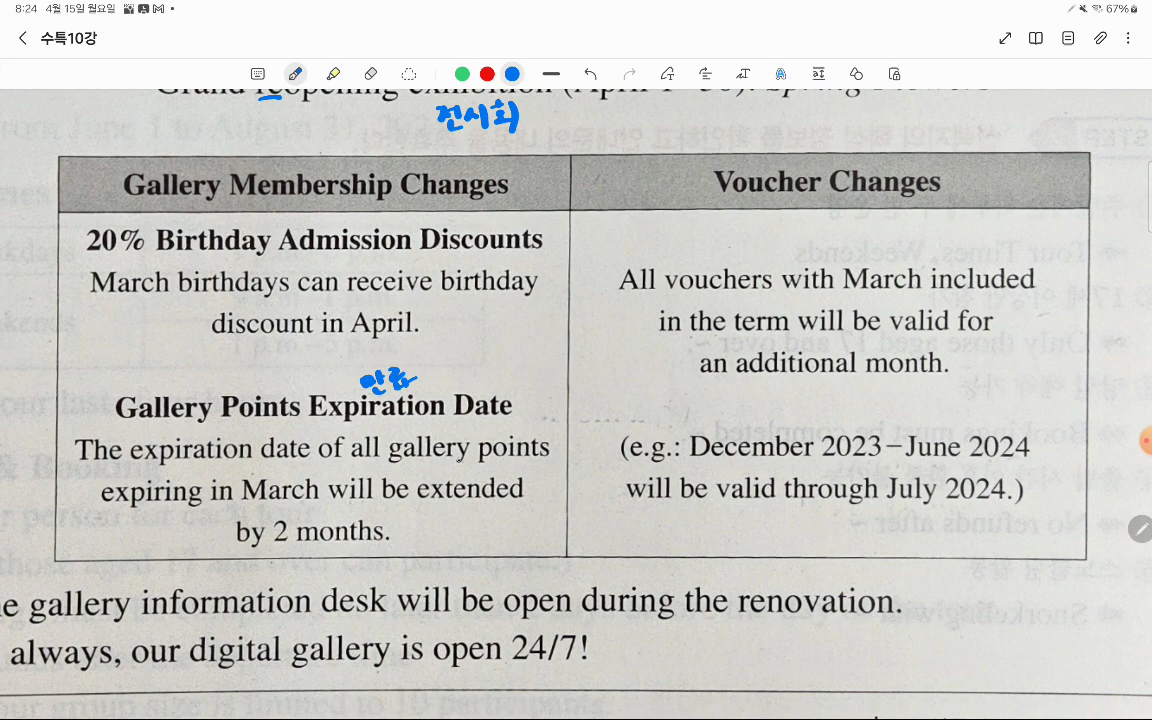 8:24 4월 15일 월요일
67%
수특10강
전시회
Gallery Membership Changes
Voucher Changes
20% Birthday Admission Discounts
March birthdays can receive birthday
discount in April.
All vouchers with March included
in the term will be valid for
an additional month.
만료
Gallery Points Expiration Date
The expiration date of all gallery points
expiring in March will be extended
by 2 months.
(e.g.: December 2023–June 2024
will be valid through July 2024.)
gallery information desk will be open during the renovation.
always, our digital gallery is open 24/7!